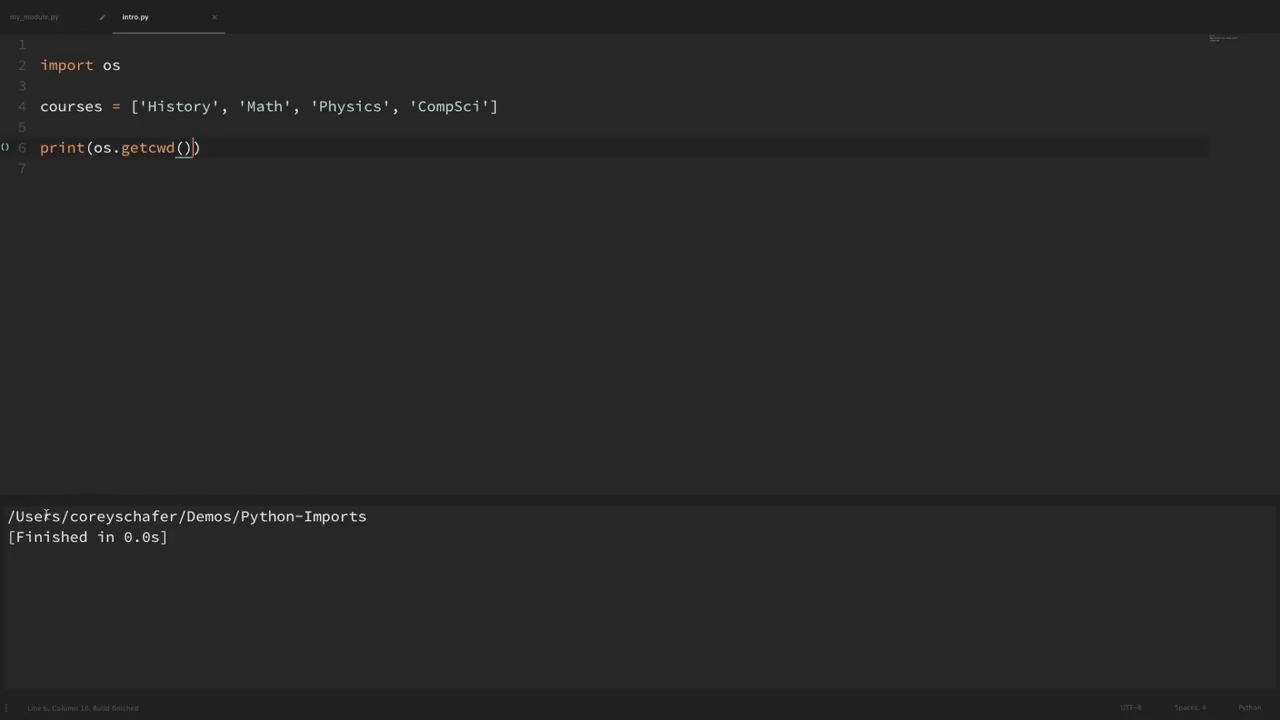 my_module.py intro.py
1
2 import os
3
4 courses = ['History', 'Math', 'Physics', 'CompSci']
5
6 print(os.getcwd())
7
/Users/coreyschafer/Demos/Python-Imports
[Finished in 0.0s]
Line 6, Column 18, Build finished UTF-8 Spaces: 4 Python